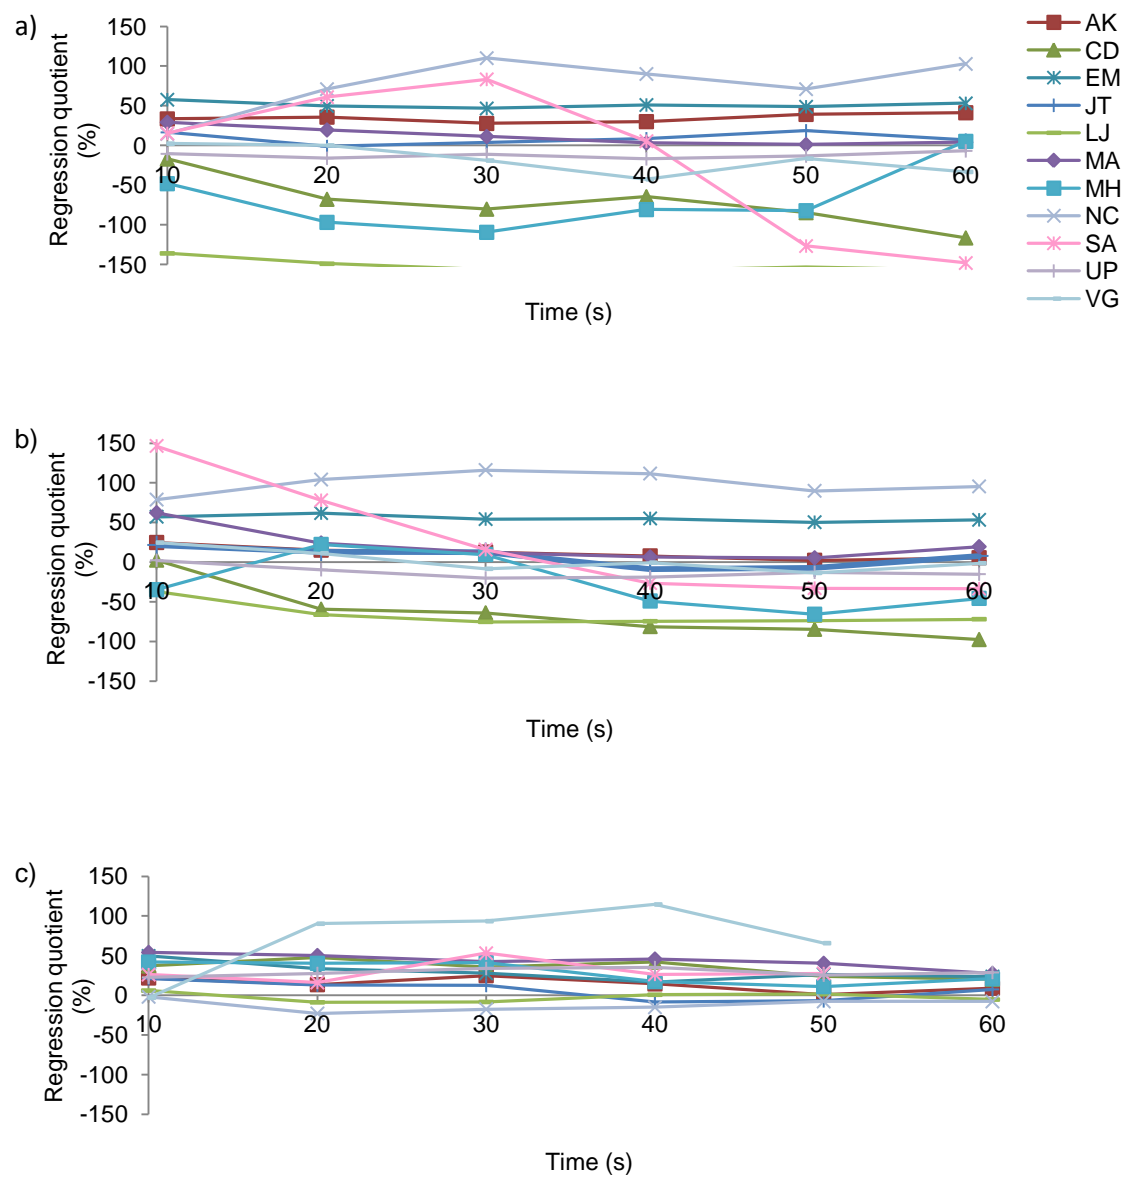 a)
Regression quotient
(%)
150
100
50
0
-50
-100
-150
10 20 30 40 50 60
Time (s)
AK
CD
EM
JT
LJ
MA
MH
NC
SA
UP
VG
b)
Regression quotient
(%)
150
100
50
0
-50
-100
-150
10 20 30 40 50 60
Time (s)
c)
Regression quotient
(%)
150
100
50
0
-50
-100
-150
10 20 30 40 50 60
Time (s)